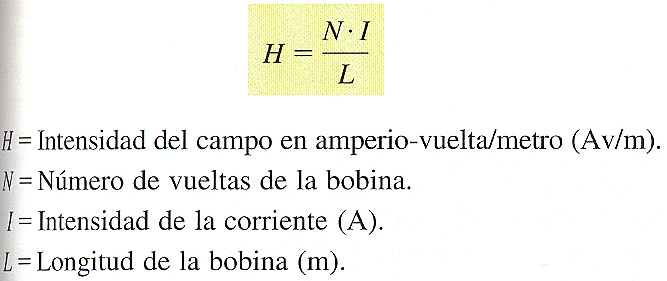 H = N · I / L
H = Intensidad del campo en amperio-vuelta/metro (Av/m).
N = Número de vueltas de la bobina.
I = Intensidad de la corriente (A).
L = Longitud de la bobina (m).